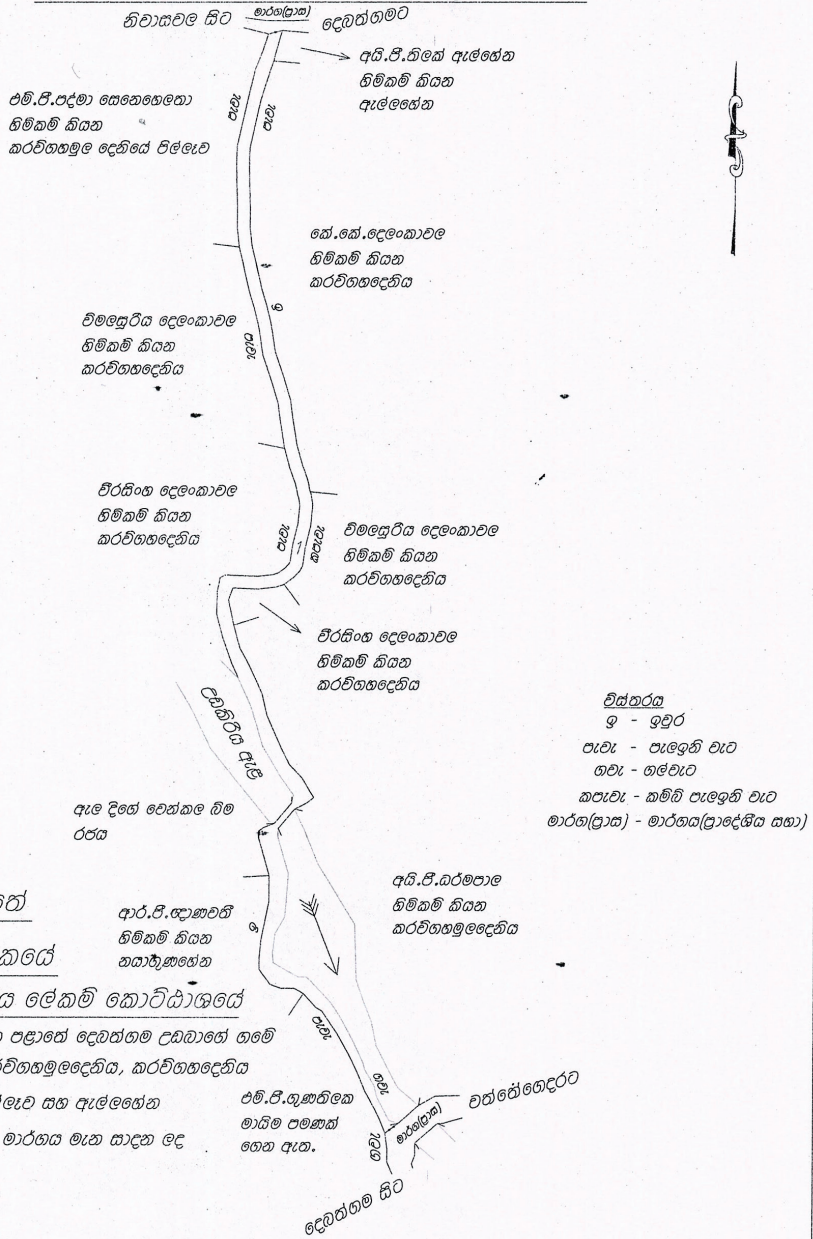 නිවාසවල සිට
මාර්ග(ප්‍රාස)
දෙබත්ගමට
අයි.පී.තිලක් ඇල්හේන
හිමිකම් කියන
ඇල්ලහේන
එම්.පී.පද්මා සෙනෙහෙලතා
හිමිකම් කියන
කරවිගහමුල දෙනියේ පිල්ලෑව
පැවැ
පැවැ
කේ.කේ.දෙලංකාවල
හිමිකම් කියන
කරවිගහදෙනිය
ඉ
විමලසූරිය දෙලංකාවල
හිමිකම් කියන
කරවිගහදෙනිය
පැවැ
වීරසිංහ දෙලංකාවල
හිමිකම් කියන
කරවිගහදෙනිය
පැවැ
කපැවැ
විමලසූරිය දෙලංකාවල
හිමිකම් කියන
කරවිගහදෙනිය
වීරසිංහ දෙලංකාවල
හිමිකම් කියන
කරවිගහදෙනිය
උඩකිරිය ඇළ
විස්තරය
ඉ - ඉවුර
පැවැ - පැලඉනි වැට
ගවැ - ගල්වැට
කපැවැ - කම්බි පැලඉනි වැට
මාර්ග(ප්‍රාස) - මාර්ගය(ප්‍රාදේශීය සභා)
ඇල දිගේ වෙන්කල බිම
රජය
අයි.පී.ධර්මපාල
හිමිකම් කියන
කරවිගහමුලදෙනිය
ආර්.පී.ඥාණවතී
හිමිකම් කියන
නයාහුණහේන
ඉ
තේ
කයේ
ය ලේකම් කොට්ඨාශයේ
පළාතේ දෙබත්ගම උඩබාගේ ගමේ
රවිගහමුලදෙනිය, කරවිගහදෙනිය
ල්ලෑව සහ ඇල්ලහේන
මාර්ගය මැන සාදන ලද
එම්.පී.ගුණතිලක
මායිම පමණක්
ගෙන ඇත.
පැවැ
ගවැ
මාර්ග(ප්‍රාස)
වත්තේගෙදරට
ගවැ
දෙබත්ගම සිට